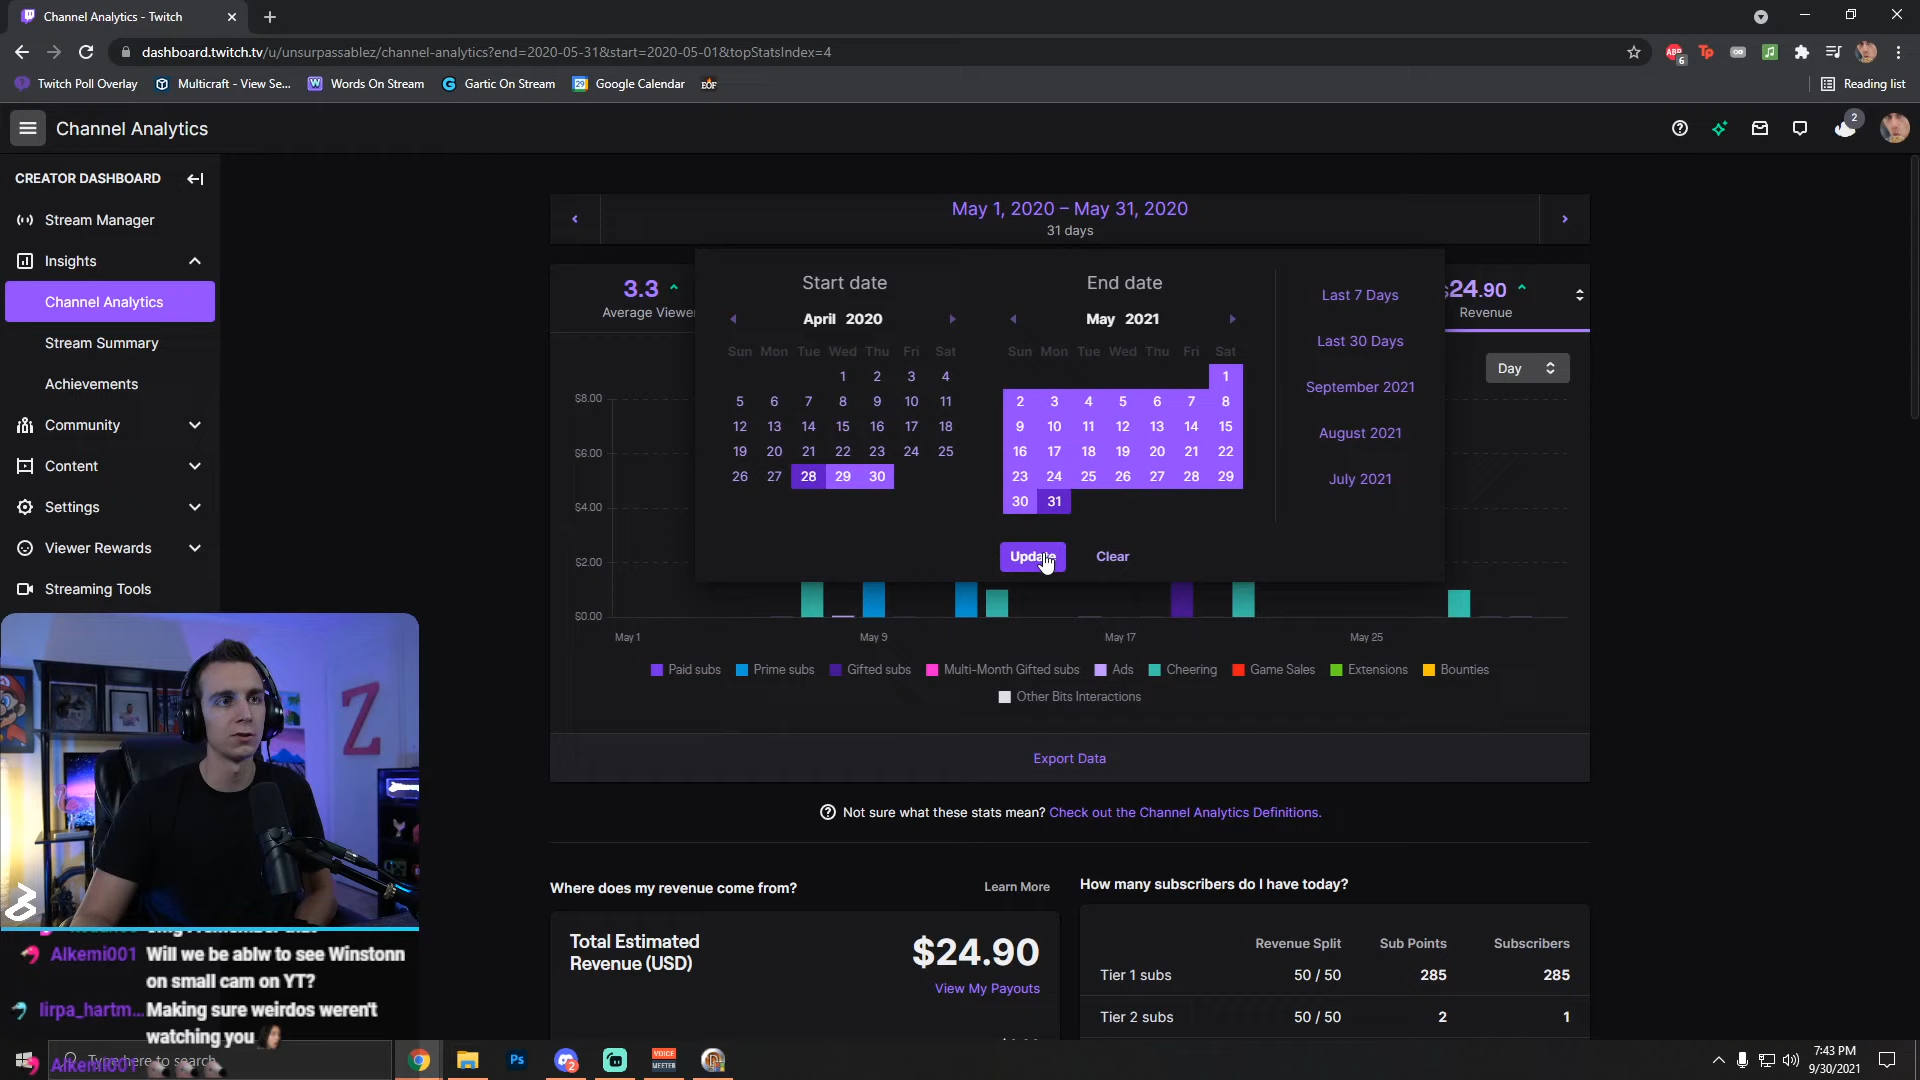 Channel Analytics - Twitch
dashboard.twitch.tv/u/unsurpassablez/channel-analytics?end=2020-05-31&start=2020-05-01&topStatsIndex=4
6
Twitch Poll Overlay
Multicraft - View Se...
Words On Stream
Gartic On Stream
Google Calendar
Reading list
Channel Analytics
2
CREATOR DASHBOARD
Stream Manager
Insights
Channel Analytics
Stream Summary
Achievements
Community
Content
Settings
Viewer Rewards
Streaming Tools
May 1, 2020 – May 31, 2020
31 days
3.3
Average Viewe
24.90
Revenue
Day
Start date
April 2020
Sun Mon Tue Wed Thu Fri Sat
1 2 3 4
5 6 7 8 9 10 11
12 13 14 15 16 17 18
19 20 21 22 23 24 25
26 27 28 29 30
End date
May 2021
Sun Mon Tue Wed Thu Fri Sat
1
2 3 4 5 6 7 8
9 10 11 12 13 14 15
16 17 18 19 20 21 22
23 24 25 26 27 28 29
30 31
Last 7 Days
Last 30 Days
September 2021
August 2021
July 2021
Update
Clear
$8.00
$6.00
$4.00
$2.00
$0.00
May 1
May 9
May 17
May 25
Paid subs Prime subs Gifted subs Multi-Month Gifted subs Ads Cheering Game Sales Extensions Bounties
Other Bits Interactions
Export Data
Not sure what these stats mean? Check out the Channel Analytics Definitions.
Where does my revenue come from?
Learn More
Total Estimated
Revenue (USD)
$24.90
View My Payouts
How many subscribers do I have today?
Revenue Split Sub Points Subscribers
Tier 1 subs 50 / 50 285 285
Tier 2 subs 50 / 50 2 1
Alkemi001 Will we be ablw to see Winstonn
on small cam on YT?
lirpa_hartm... Making sure weirdos weren't
watching you
Alkemi001
Type here to search
Ps
2
VOICE
MEETER
7:43 PM
9/30/2021